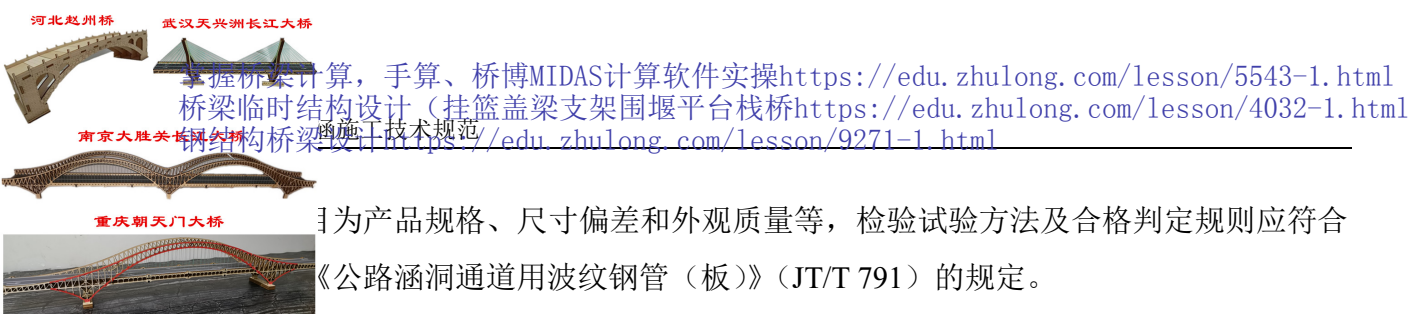 河北赵州桥
武汉天兴洲长江大桥
掌握桥梁计算，手算、桥博MIDAS计算软件实操https://edu.zhulong.com/lesson/5543-1.html
桥梁临时结构设计（挂篮盖梁支架围堰平台栈桥https://edu.zhulong.com/lesson/4032-1.html
涵施工技术规范
南京大胜关长江大桥
钢结构桥梁设计https://edu.zhulong.com/lesson/9271-1.html
重庆朝天门大桥
为产品规格、尺寸偏差和外观质量等，检验试验方法及合格判定规则应符合
《公路涵洞通道用波纹钢管（板）》（JT/T 791）的规定。